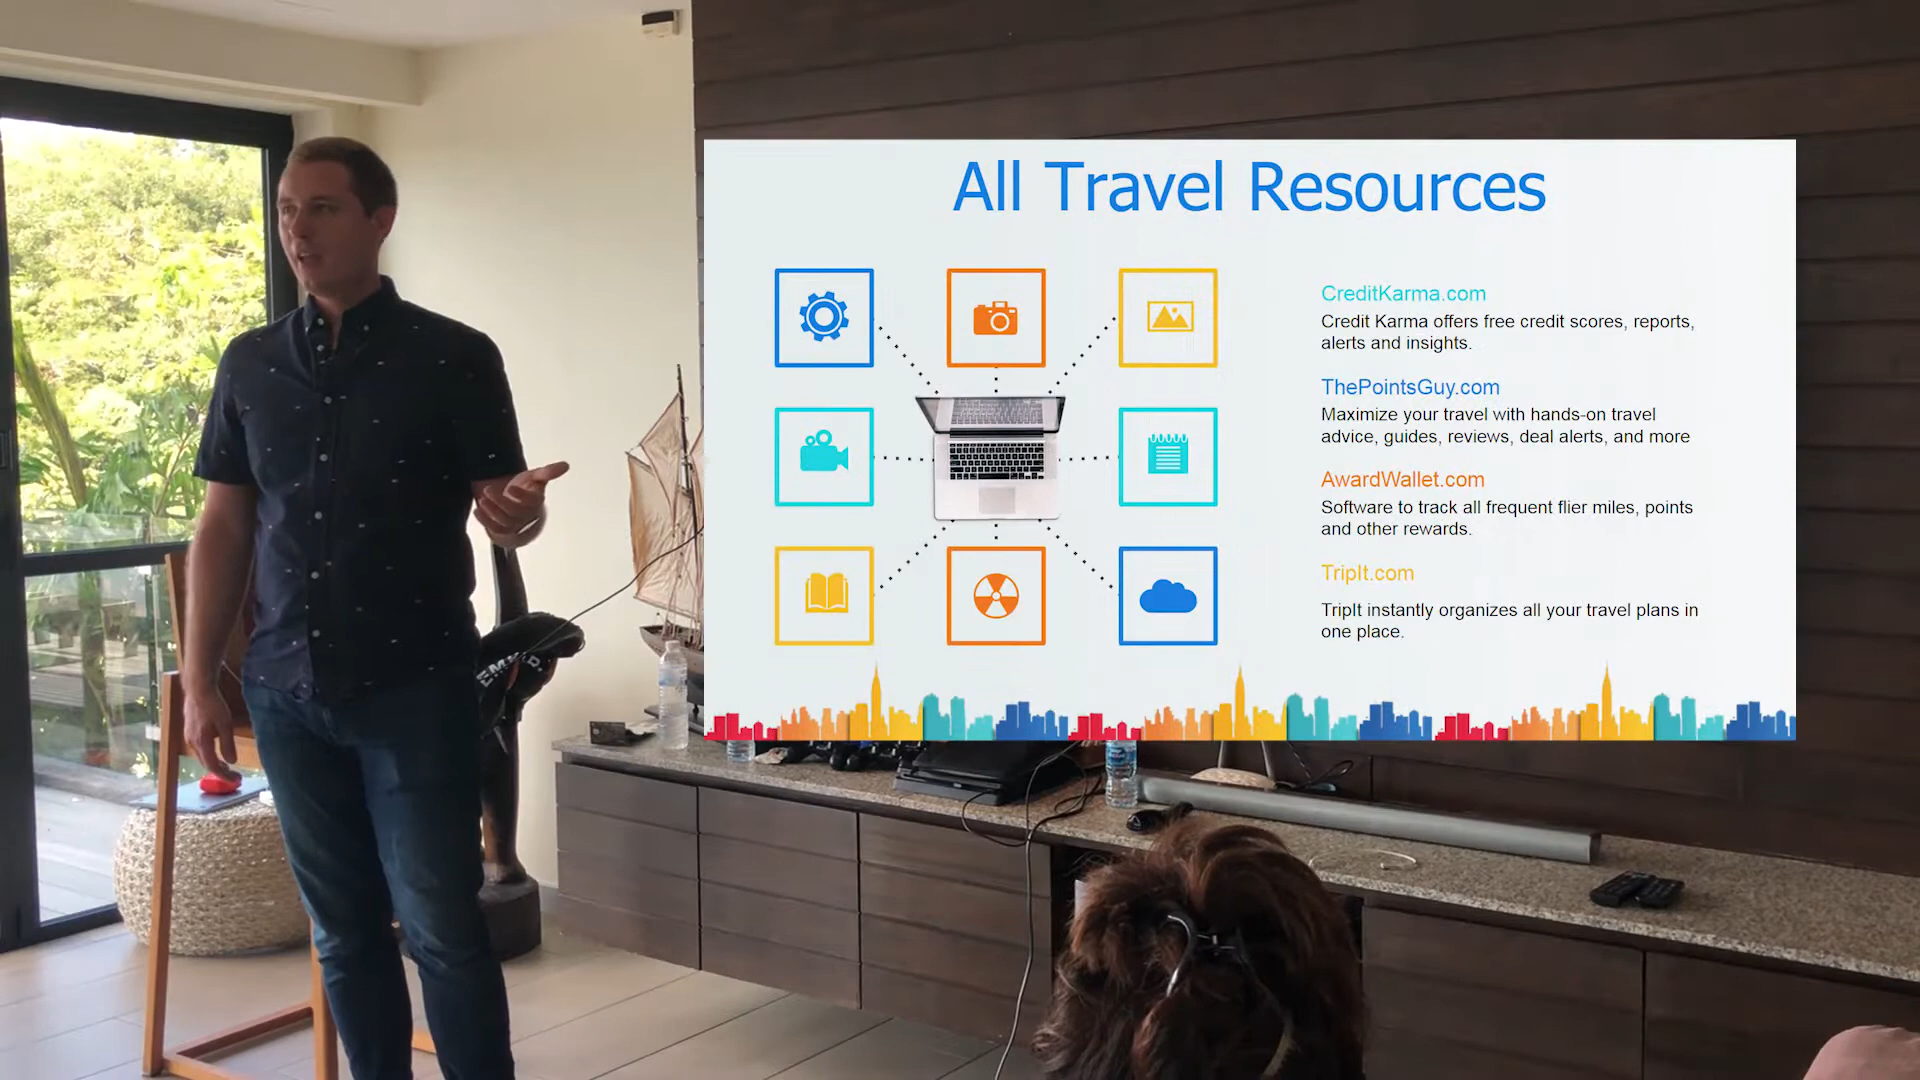 All Travel Resources
CreditKarma.com
Credit Karma offers free credit scores, reports,
alerts and insights.
ThePointsGuy.com
Maximize your travel with hands-on travel
advice, guides, reviews, deal alerts, and more
AwardWallet.com
Software to track all frequent flier miles, points
and other rewards.
TripIt.com
TripIt instantly organizes all your travel plans in
one place.